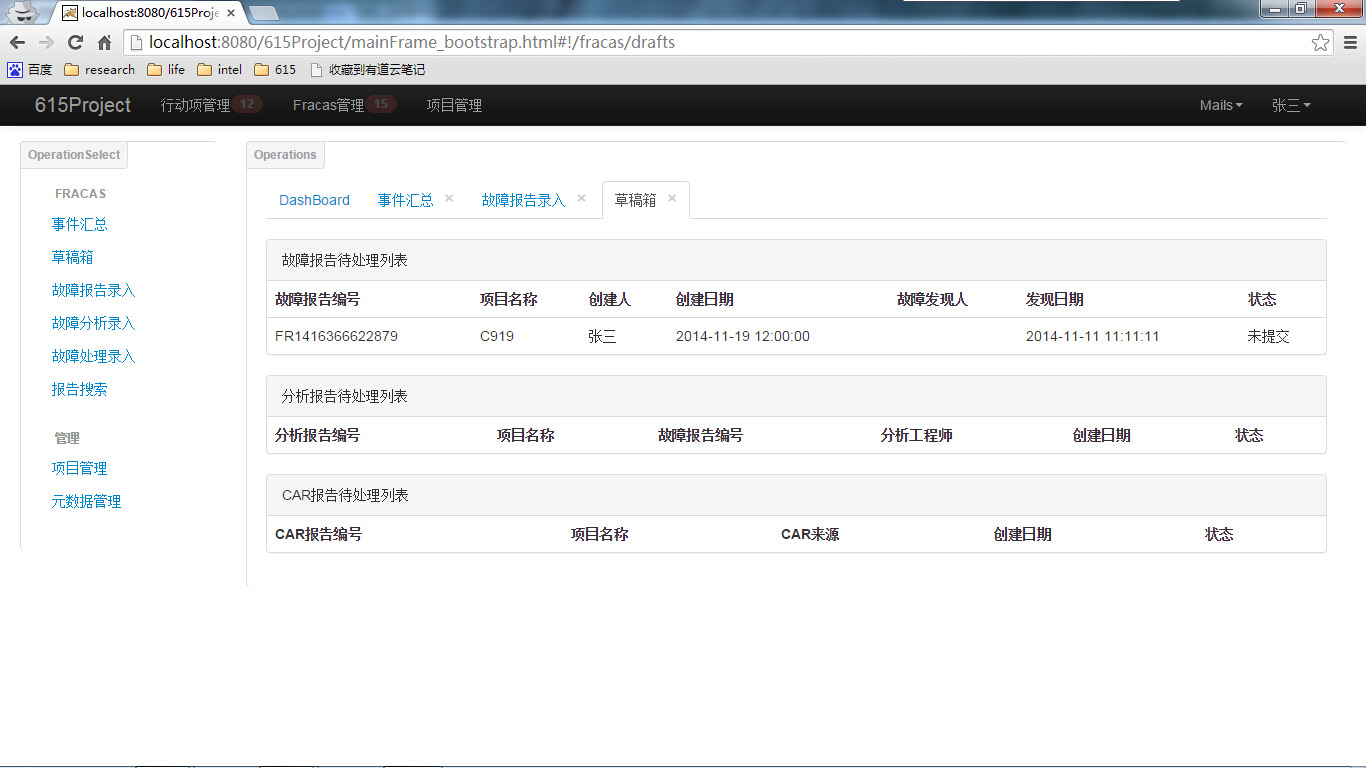 localhost:8080/615Proje
localhost:8080/615Project/mainFrame_bootstrap.html#!/fracas/drafts
百度 research life intel 615 收藏到有道云笔记
615Project 行动项管理 12 Fracas管理 15 项目管理 Mails 张三
OperationSelect
FRACAS
事件汇总
草稿箱
故障报告录入
故障分析录入
故障处理录入
报告搜索
管理
项目管理
元数据管理
Operations
DashBoard 事件汇总 × 故障报告录入 × 草稿箱 ×
故障报告待处理列表
故障报告编号 项目名称 创建人 创建日期 故障发现人 发现日期 状态
FR1416366622879 C919 张三 2014-11-19 12:00:00 2014-11-11 11:11:11 未提交
分析报告待处理列表
分析报告编号 项目名称 故障报告编号 分析工程师 创建日期 状态
CAR报告待处理列表
CAR报告编号 项目名称 CAR来源 创建日期 状态